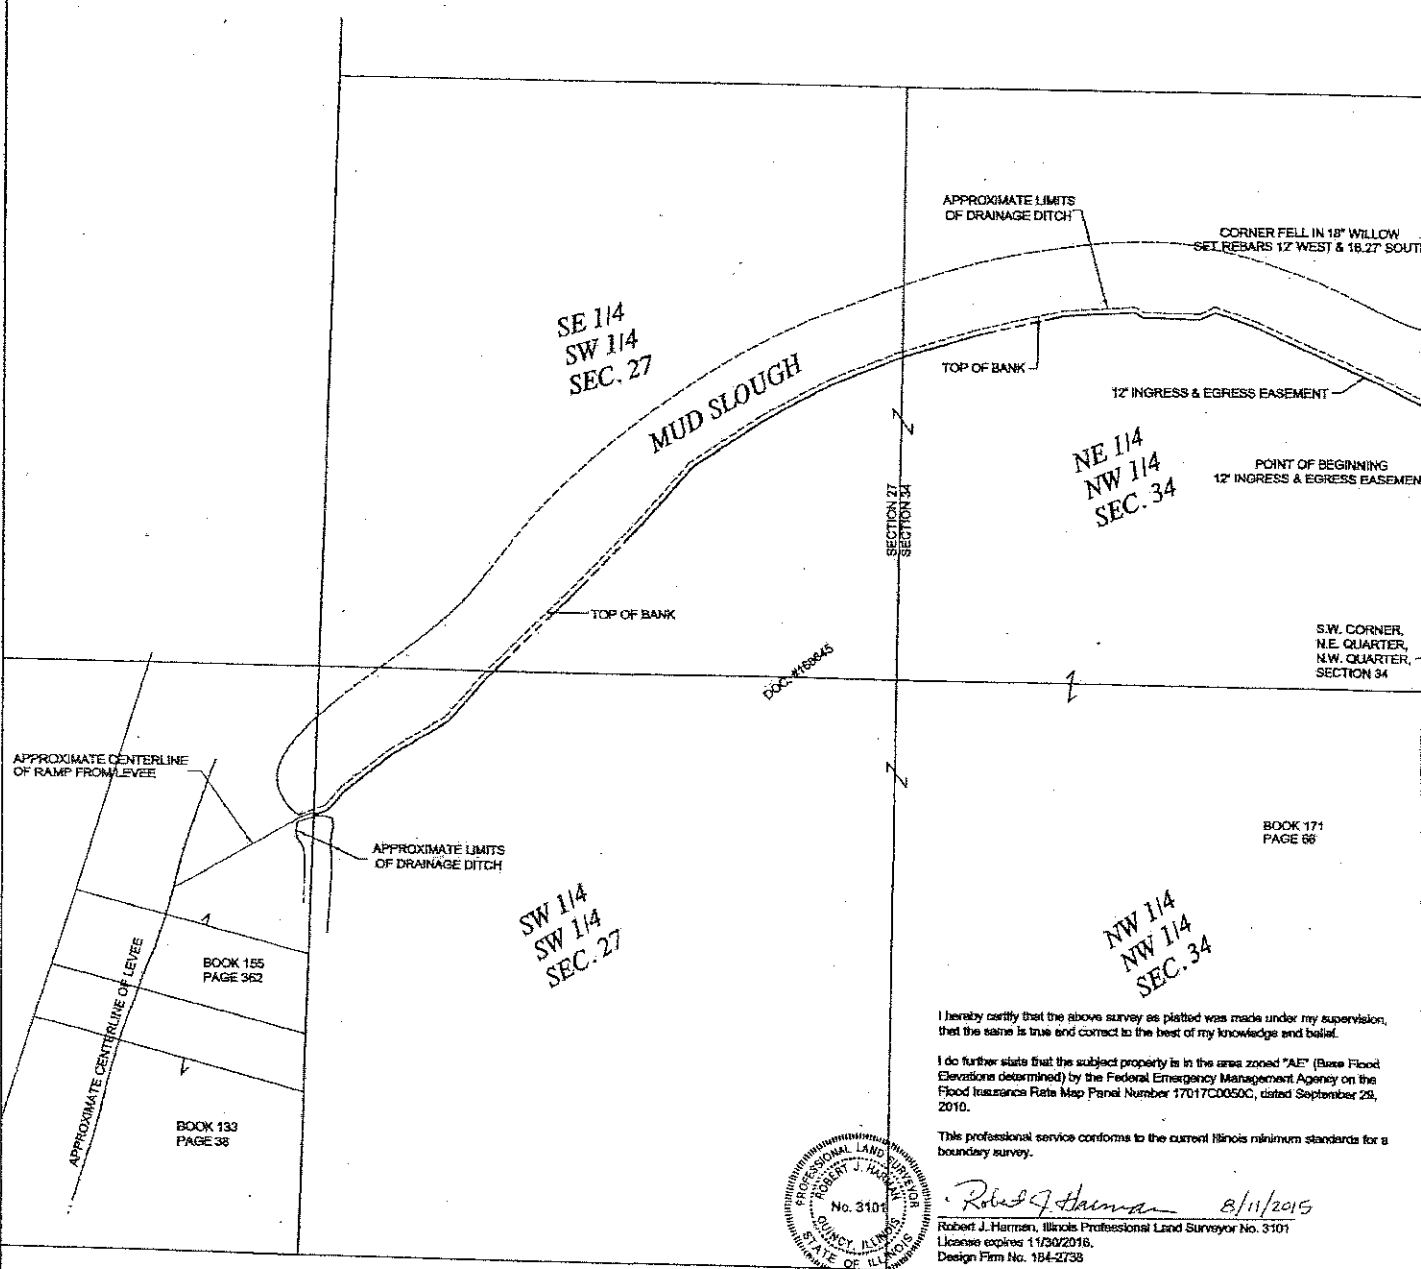 APPROXIMATE LIMITS
OF DRAINAGE DITCH
CORNER FELL IN 18" WILLOW
SET REBARS 12' WEST & 16.27' SOUTH
SE 1/4
SW 1/4
SEC. 27
MUD SLOUGH
TOP OF BANK
12' INGRESS & EGRESS EASEMENT
NE 1/4
NW 1/4
SEC. 34
POINT OF BEGINNING
12' INGRESS & EGRESS EASEMEN
SECTION 27
SECTION 34
TOP OF BANK
S.W. CORNER,
N.E. QUARTER,
N.W. QUARTER,
SECTION 34
DOC. #168645
APPROXIMATE CENTERLINE
OF RAMP FROM LEVEE
APPROXIMATE LIMITS
OF DRAINAGE DITCH
BOOK 171
PAGE 66
SW 1/4
SW 1/4
SEC. 27
NW 1/4
NW 1/4
SEC. 34
BOOK 155
PAGE 362
APPROXIMATE CENTERLINE OF LEVEE
BOOK 133
PAGE 38
I hereby certify that the above survey as platted was made under my supervision,
that the same is true and correct to the best of my knowledge and belief.
I do further state that the subject property is in the area zoned "AE" (Base Flood
Elevations determined) by the Federal Emergency Management Agency on the
Flood Insurance Rate Map Panel Number 17017C0050C, dated September 29,
2010.
This professional service conforms to the current Illinois minimum standards for a
boundary survey.
PROFESSIONAL LAND SURVEYOR
ROBERT J. HARMAN
No. 3101
QUINCY, ILLINOIS
STATE OF ILLINOIS
Robert J Harman 8/11/2015
Robert J. Harman, Illinois Professional Land Surveyor No. 3101
License expires 11/30/2016.
Design Firm No. 184-2738